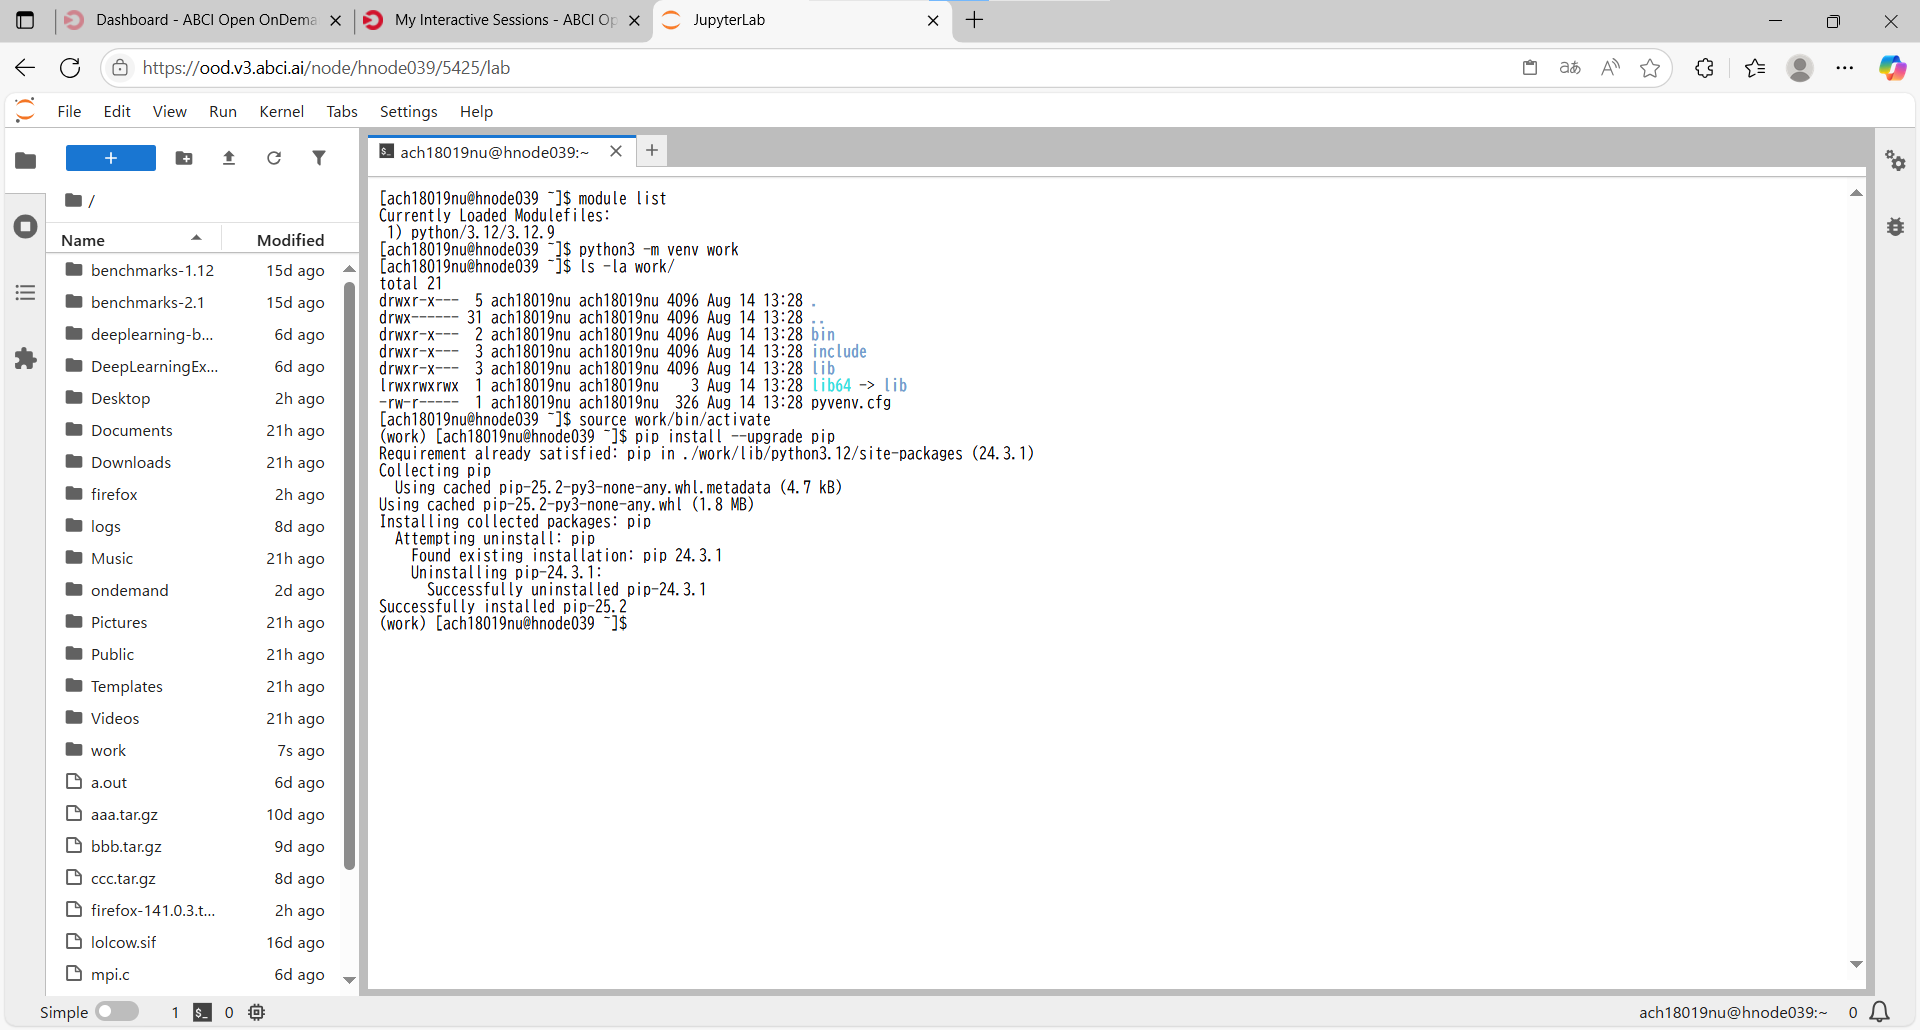 Dashboard - ABCI Open OnDema
My Interactive Sessions - ABCI Op
JupyterLab
https://ood.v3.abci.ai/node/hnode039/5425/lab
File Edit View Run Kernel Tabs Settings Help
ach18019nu@hnode039:~
/
Name Modified
benchmarks-1.12 15d ago
benchmarks-2.1 15d ago
deeplearning-b... 6d ago
DeepLearningEx... 6d ago
Desktop 2h ago
Documents 21h ago
Downloads 21h ago
firefox 2h ago
logs 8d ago
Music 21h ago
ondemand 2d ago
Pictures 21h ago
Public 21h ago
Templates 21h ago
Videos 21h ago
work 7s ago
a.out 6d ago
aaa.tar.gz 10d ago
bbb.tar.gz 9d ago
ccc.tar.gz 8d ago
firefox-141.0.3.t... 2h ago
lolcow.sif 16d ago
mpi.c 6d ago
[ach18019nu@hnode039 ~]$ module list
Currently Loaded Modulefiles:
 1) python/3.12/3.12.9
[ach18019nu@hnode039 ~]$ python3 -m venv work
[ach18019nu@hnode039 ~]$ ls -la work/
total 21
drwxr-x---  5 ach18019nu ach18019nu 4096 Aug 14 13:28 .
drwx------ 31 ach18019nu ach18019nu 4096 Aug 14 13:28 ..
drwxr-x---  2 ach18019nu ach18019nu 4096 Aug 14 13:28 bin
drwxr-x---  3 ach18019nu ach18019nu 4096 Aug 14 13:28 include
drwxr-x---  3 ach18019nu ach18019nu 4096 Aug 14 13:28 lib
lrwxrwxrwx  1 ach18019nu ach18019nu    3 Aug 14 13:28 lib64 -> lib
-rw-r-----  1 ach18019nu ach18019nu  326 Aug 14 13:28 pyvenv.cfg
[ach18019nu@hnode039 ~]$ source work/bin/activate
(work) [ach18019nu@hnode039 ~]$ pip install --upgrade pip
Requirement already satisfied: pip in ./work/lib/python3.12/site-packages (24.3.1)
Collecting pip
  Using cached pip-25.2-py3-none-any.whl.metadata (4.7 kB)
Using cached pip-25.2-py3-none-any.whl (1.8 MB)
Installing collected packages: pip
  Attempting uninstall: pip
    Found existing installation: pip 24.3.1
    Uninstalling pip-24.3.1:
      Successfully uninstalled pip-24.3.1
Successfully installed pip-25.2
(work) [ach18019nu@hnode039 ~]$
Simple 1 $_ 0 ach18019nu@hnode039:~ 0